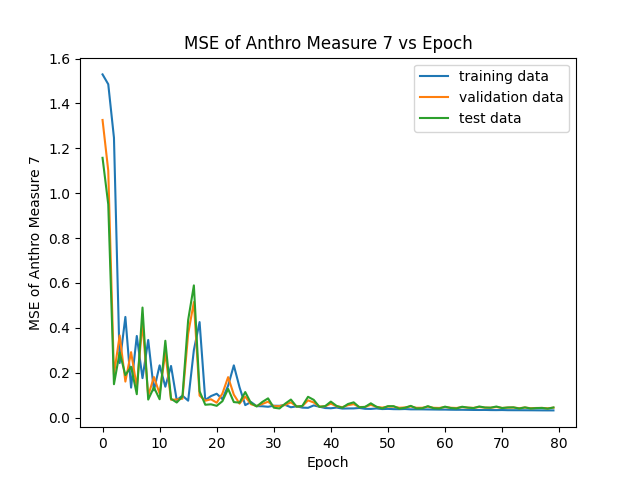 MSE of Anthro Measure 7 vs Epoch
training data
validation data
test data
MSE of Anthro Measure 7
1.6
1.4
1.2
1.0
0.8
0.6
0.4
0.2
0.0
0 10 20 30 40 50 60 70 80
Epoch